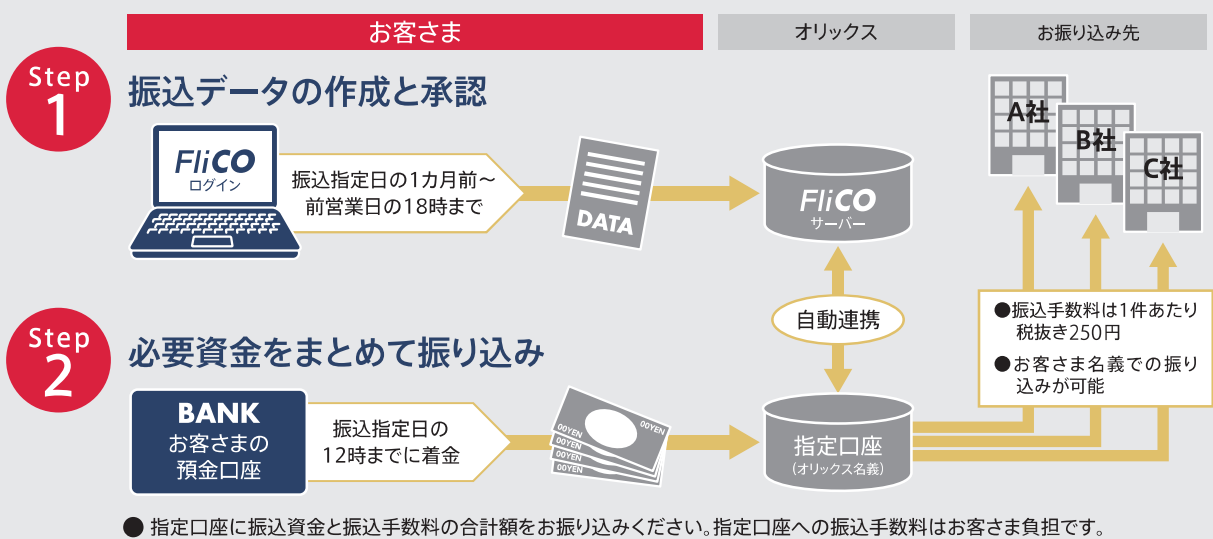 お客さま
オリックス
お振り込み先
Step
1
振込データの作成と承認
FliCO
ログイン
振込指定日の1カ月前～
前営業日の18時まで
DATA
FliCO
サーバー
A社
B社
C社
自動連携
●振込手数料は1件あたり
税抜き250円
●お客さま名義での振り
込みが可能
Step
2
必要資金をまとめて振り込み
BANK
お客さまの
預金口座
振込指定日の
12時までに着金
00YEN
00YEN
00YEN
00YEN
00YEN
指定口座
(オリックス名義)
● 指定口座に振込資金と振込手数料の合計額をお振り込みください。指定口座への振込手数料はお客さま負担です。